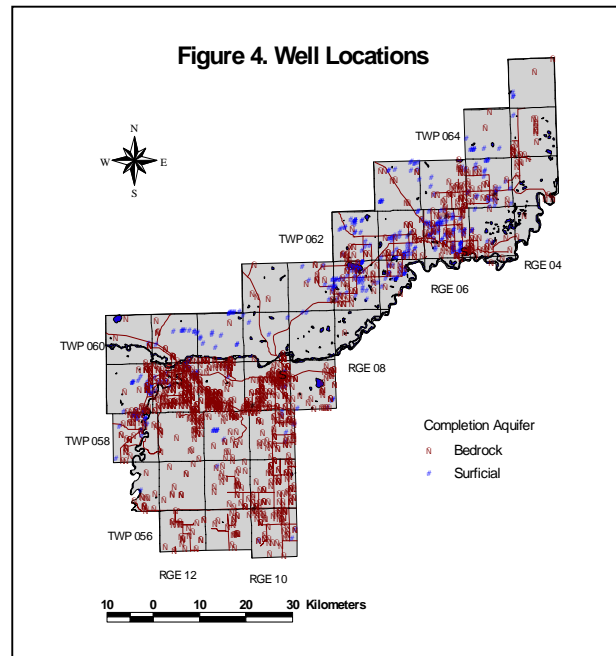 Figure 4. Well Locations
N
W E
S
TWP 064
TWP 062
RGE 04
RGE 06
TWP 060
RGE 08
Completion Aquifer
TWP 058
Ñ Bedrock
# Surficial
TWP 056
RGE 12 RGE 10
10 0 10 20 30 Kilometers